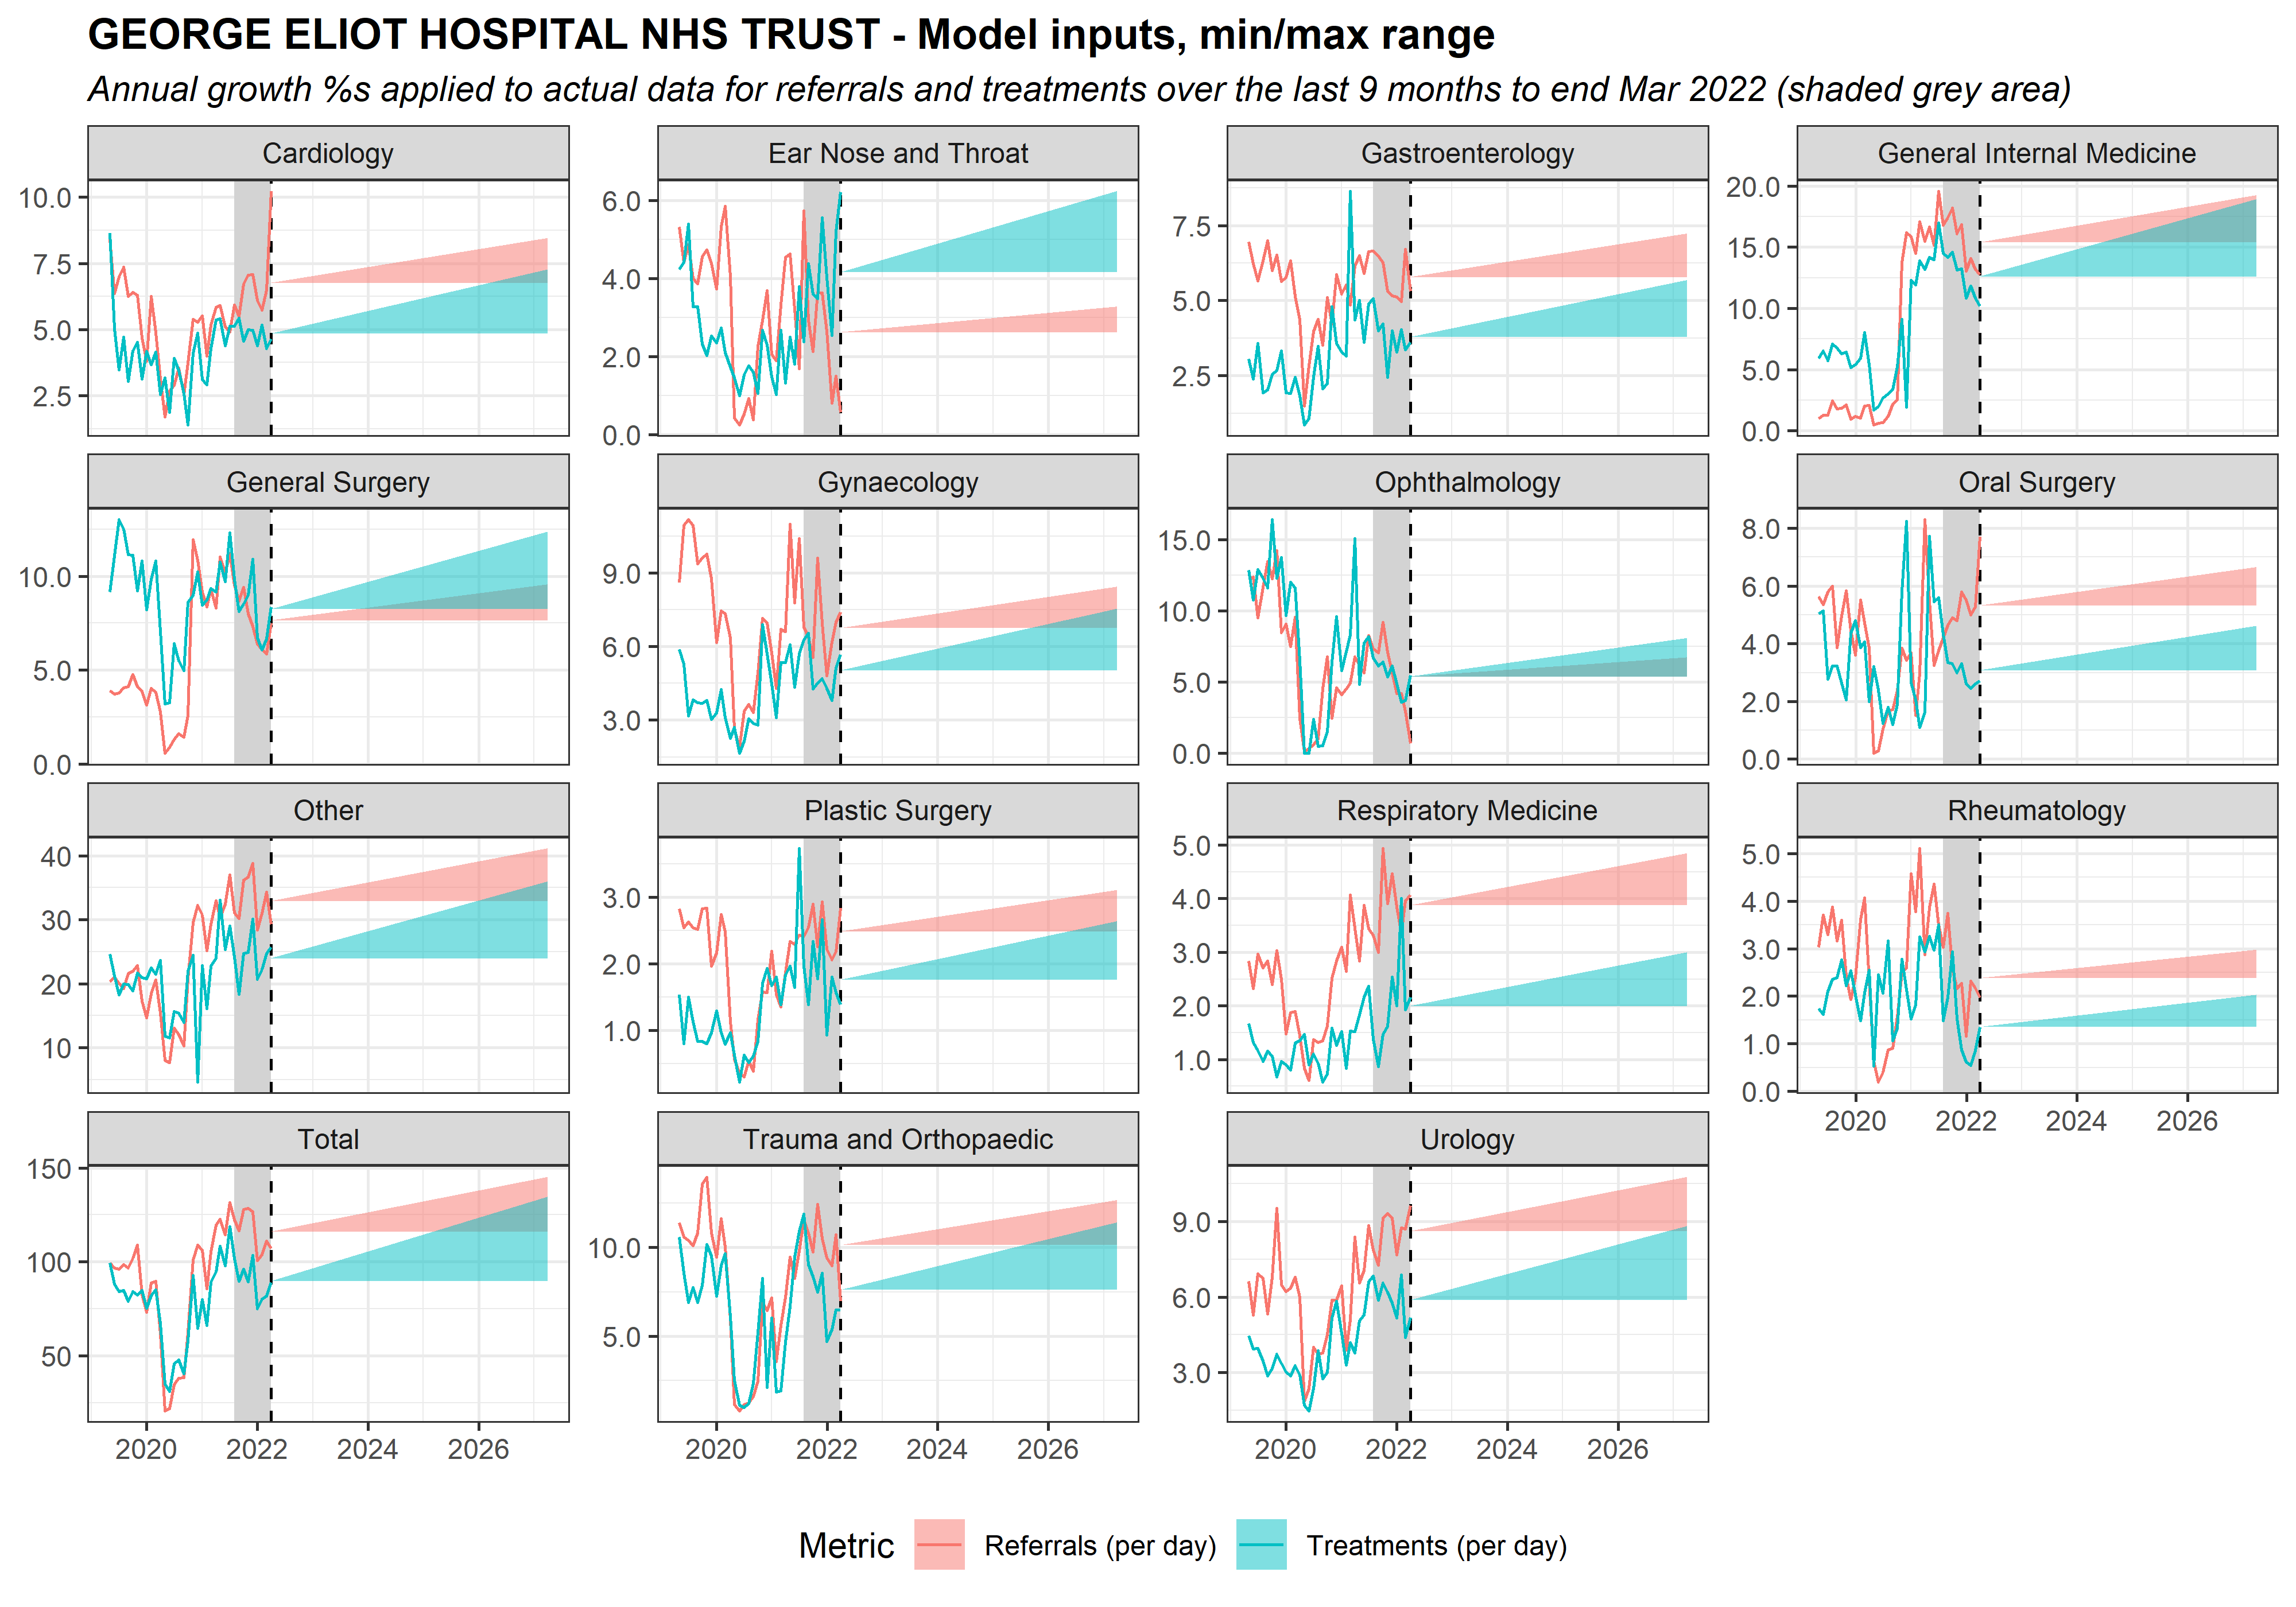 GEORGE ELIOT HOSPITAL NHS TRUST - Model inputs, min/max range
Annual growth %s applied to actual data for referrals and treatments over the last 9 months to end Mar 2022 (shaded grey area)
Cardiology
10.0
7.5
5.0
2.5
Ear Nose and Throat
6.0
4.0
2.0
0.0
Gastroenterology
7.5
5.0
2.5
General Internal Medicine
20.0
15.0
10.0
5.0
0.0
General Surgery
10.0
5.0
0.0
Gynaecology
9.0
6.0
3.0
Ophthalmology
15.0
10.0
5.0
0.0
Oral Surgery
8.0
6.0
4.0
2.0
0.0
Other
40
30
20
10
Plastic Surgery
3.0
2.0
1.0
Respiratory Medicine
5.0
4.0
3.0
2.0
1.0
Rheumatology
5.0
4.0
3.0
2.0
1.0
0.0
2020 2022 2024 2026
Total
150
100
50
2020 2022 2024 2026
Trauma and Orthopaedic
10.0
5.0
2020 2022 2024 2026
Urology
9.0
6.0
3.0
2020 2022 2024 2026
Metric Referrals (per day) Treatments (per day)